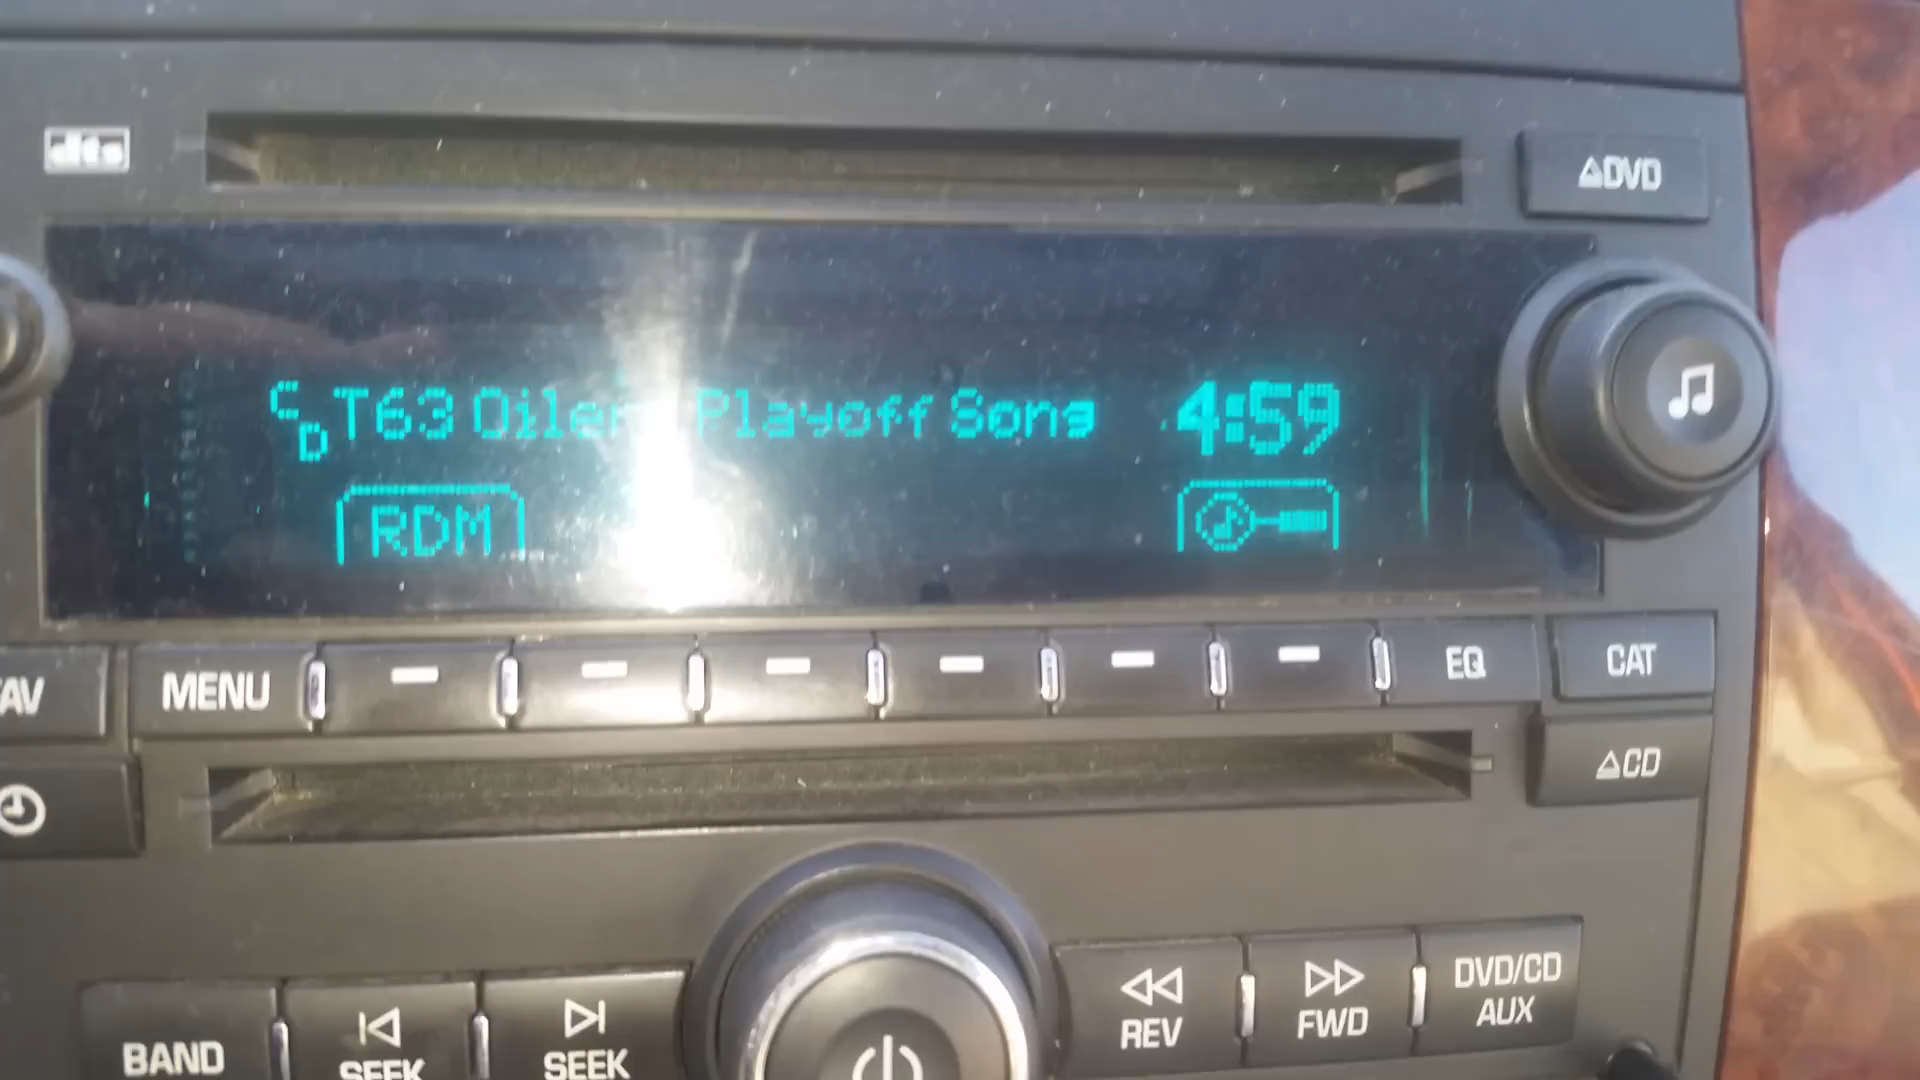 dts
△DVD
CD T63 Oiler Playoff Song 4:59
RDM
AV MENU EQ CAT
△CD
BAND SEEK SEEK REV FWD DVD/CD AUX